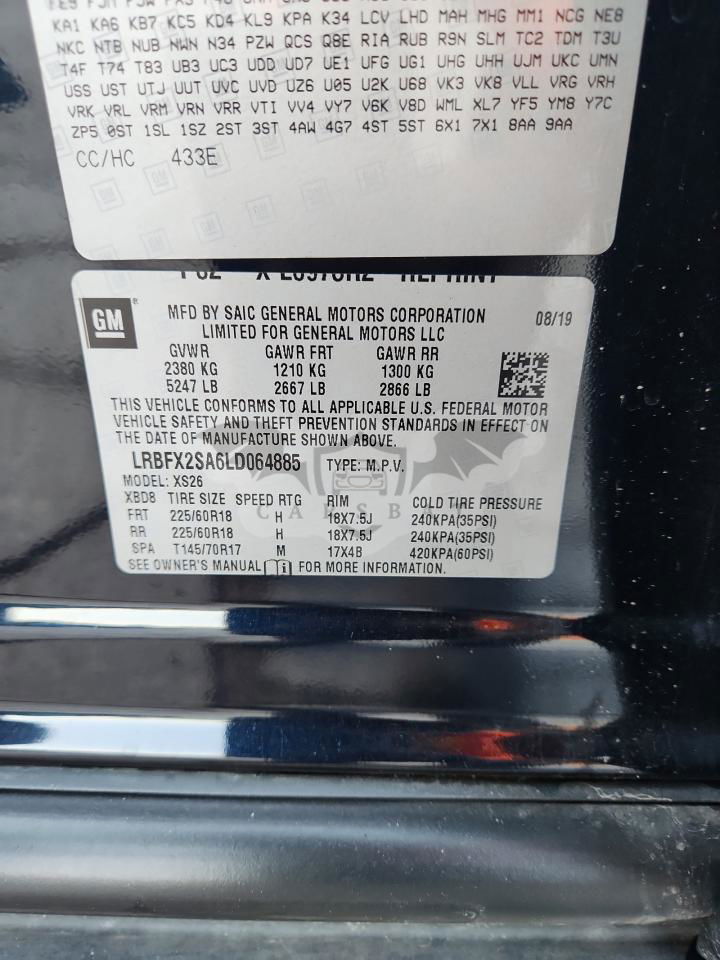 KA1 KA6 KB7 KC5 KD4 KL9 KPA K34 LCV LHD MAH MHG MM1 NCG NE8
NKC NTB NUB NWN N34 PZW QCS Q8E RIA RUB R9N SLM TC2 TDM T3U
T4F T74 T83 UB3 UC3 UDD UD7 UE1 UFG UG1 UHG UHH UJM UKC UMN
USS UST UTJ UUT UVC UVD UZ6 U05 U2K U68 VK3 VK8 VLL VRG VRH
VRK VRL VRM VRN VRR VTI VV4 VY7 V6K V8D WML XL7 YF5 YM8 Y7C
ZP5 0ST 1SL 1SZ 2ST 3ST 4AW 4G7 4ST 5ST 6X1 7X1 8AA 9AA
CC/HC 433E
GM
MFD BY SAIC GENERAL MOTORS CORPORATION 08/19
LIMITED FOR GENERAL MOTORS LLC
GVWR GAWR FRT GAWR RR
2380 KG 1210 KG 1300 KG
5247 LB 2667 LB 2866 LB
THIS VEHICLE CONFORMS TO ALL APPLICABLE U.S. FEDERAL MOTOR
VEHICLE SAFETY AND THEFT PREVENTION STANDARDS IN EFFECT ON
THE DATE OF MANUFACTURE SHOWN ABOVE.
LRBFX2SA6LD064885 TYPE: M.P.V.
MODEL: XS26
XBD8 TIRE SIZE SPEED RTG RIM COLD TIRE PRESSURE
FRT 225/60R18 H 18X7.5J 240KPA(35PSI)
RR 225/60R18 H 18X7.5J 240KPA(35PSI)
SPA T145/70R17 M 17X4B 420KPA(60PSI)
SEE OWNER'S MANUAL FOR MORE INFORMATION.